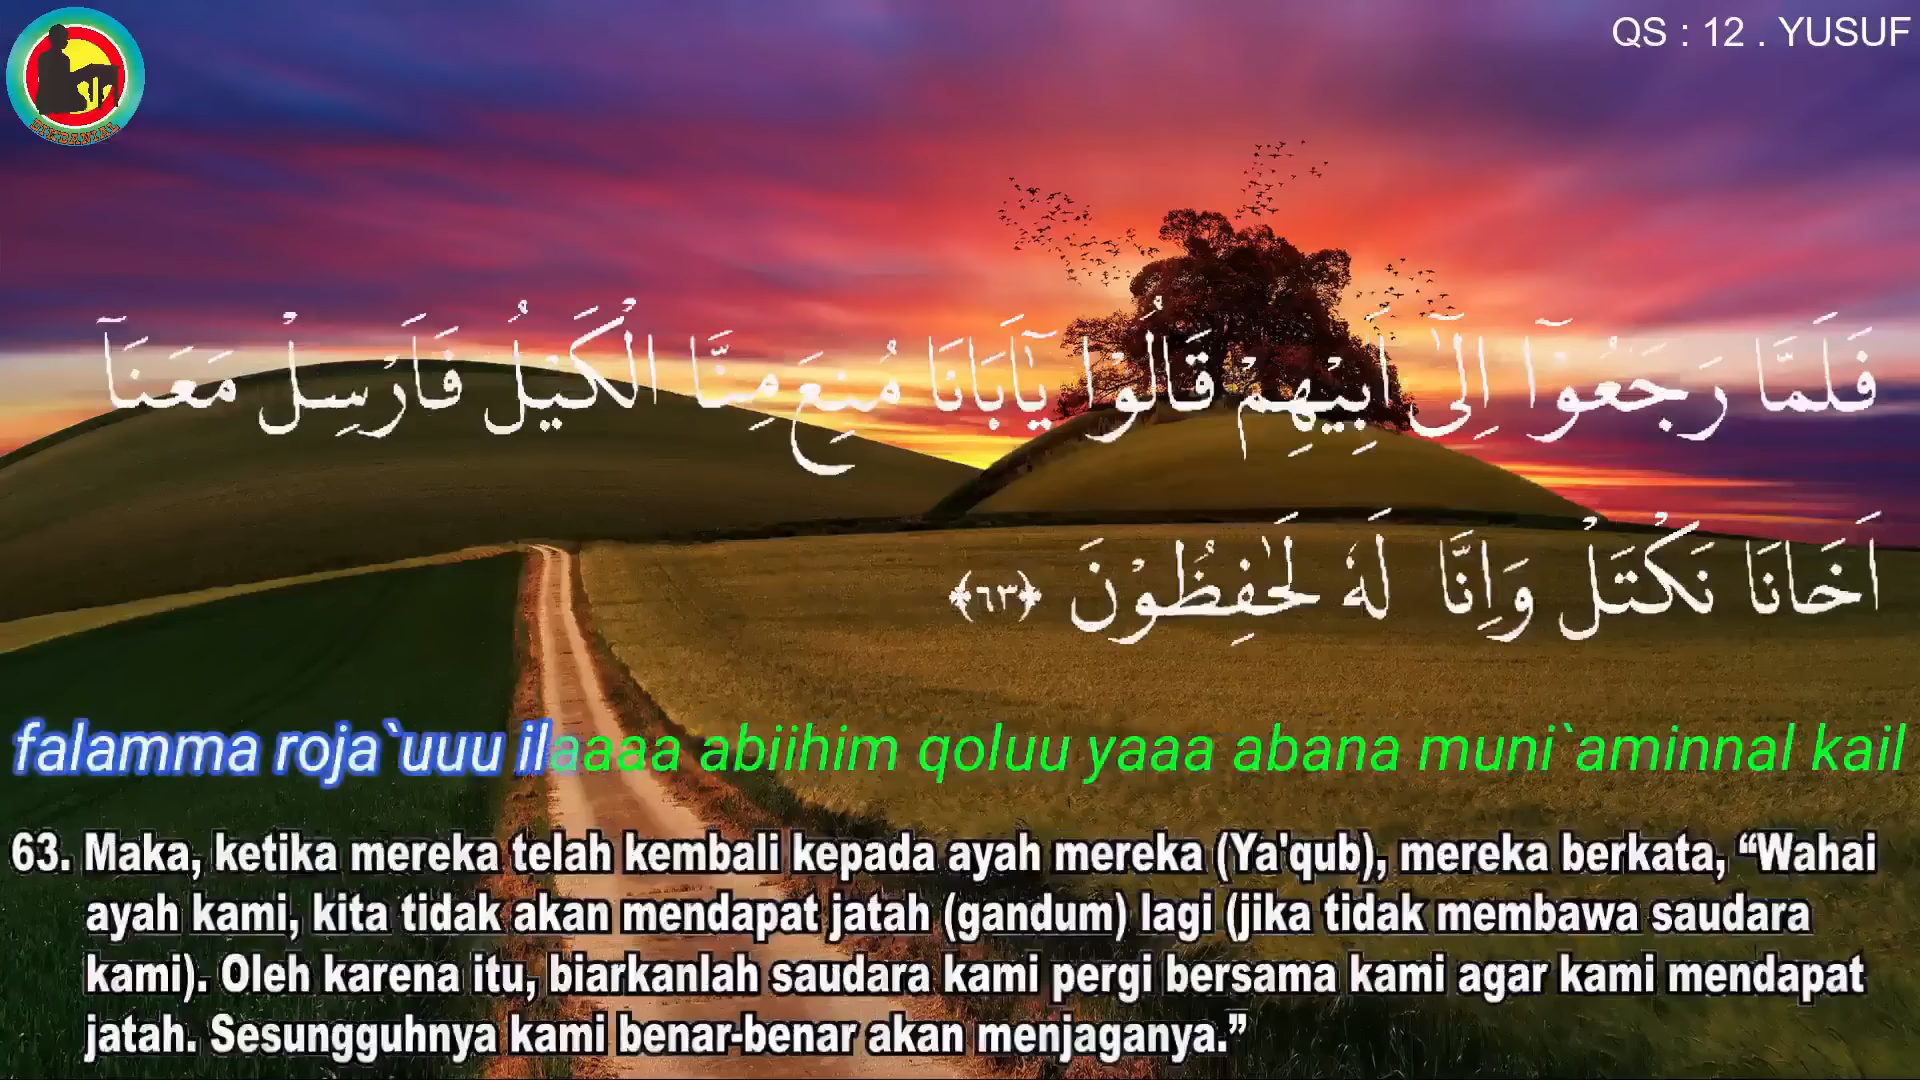 DIKDANIAL
QS : 12 . YUSUF
فَلَمَّا رَجَعُوْٓا اِلٰٓى اَبِيْهِمْ قَالُوْا يٰٓاَبَانَا مُنِعَ مِنَّا الْكَيْلُ فَاَرْسِلْ مَعَنَآ
اَخَانَا نَكْتَلْ وَاِنَّا لَهٗ لَحٰفِظُوْنَ ﴿٦٣﴾
falamma roja`uuu ilaaaa abiihim qoluu yaaa abana muni`aminnal kail
63. Maka, ketika mereka telah kembali kepada ayah mereka (Ya'qub), mereka berkata, “Wahai
ayah kami, kita tidak akan mendapat jatah (gandum) lagi (jika tidak membawa saudara
kami). Oleh karena itu, biarkanlah saudara kami pergi bersama kami agar kami mendapat
jatah. Sesungguhnya kami benar-benar akan menjaganya.”